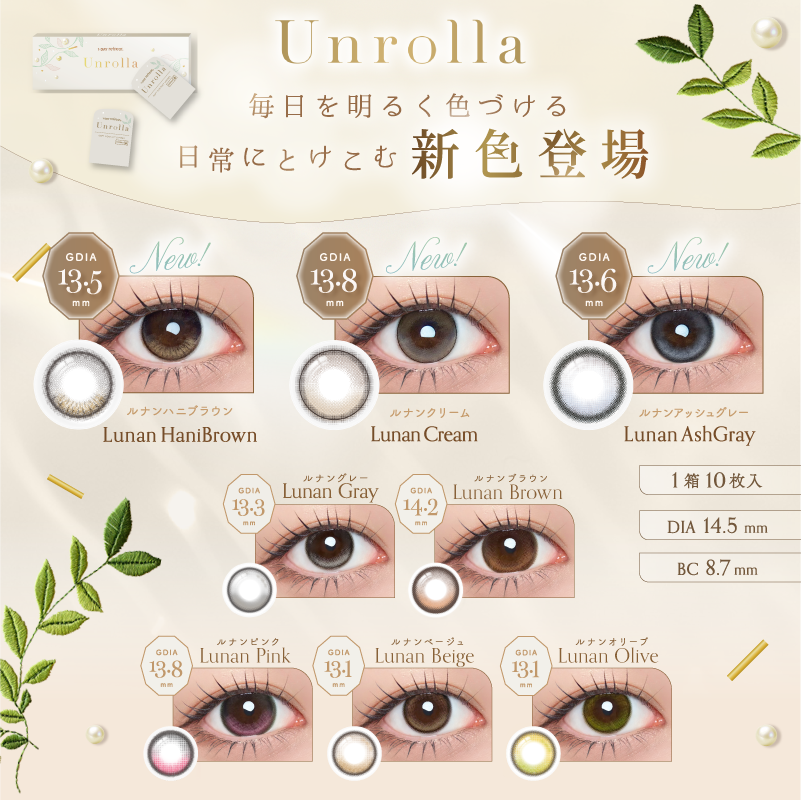 Unrolla
Unrolla
Unrolla
Unrolla
毎日を明るく色づける
日常にとけこむ新色登場
GDIA
13.5
mm
New!
ルナンハニブラウン
Lunan HaniBrown
GDIA
13.8
mm
New!
ルナンクリーム
Lunan Cream
GDIA
13.6
mm
New!
ルナンアッシュグレー
Lunan AshGray
GDIA
13.3
mm
ルナングレー
Lunan Gray
GDIA
14.2
mm
ルナンブラウン
Lunan Brown
1箱10枚入
DIA 14.5 mm
BC 8.7 mm
GDIA
13.8
mm
ルナンピンク
Lunan Pink
GDIA
13.1
mm
ルナンベージュ
Lunan Beige
GDIA
13.1
mm
ルナンオリーブ
Lunan Olive